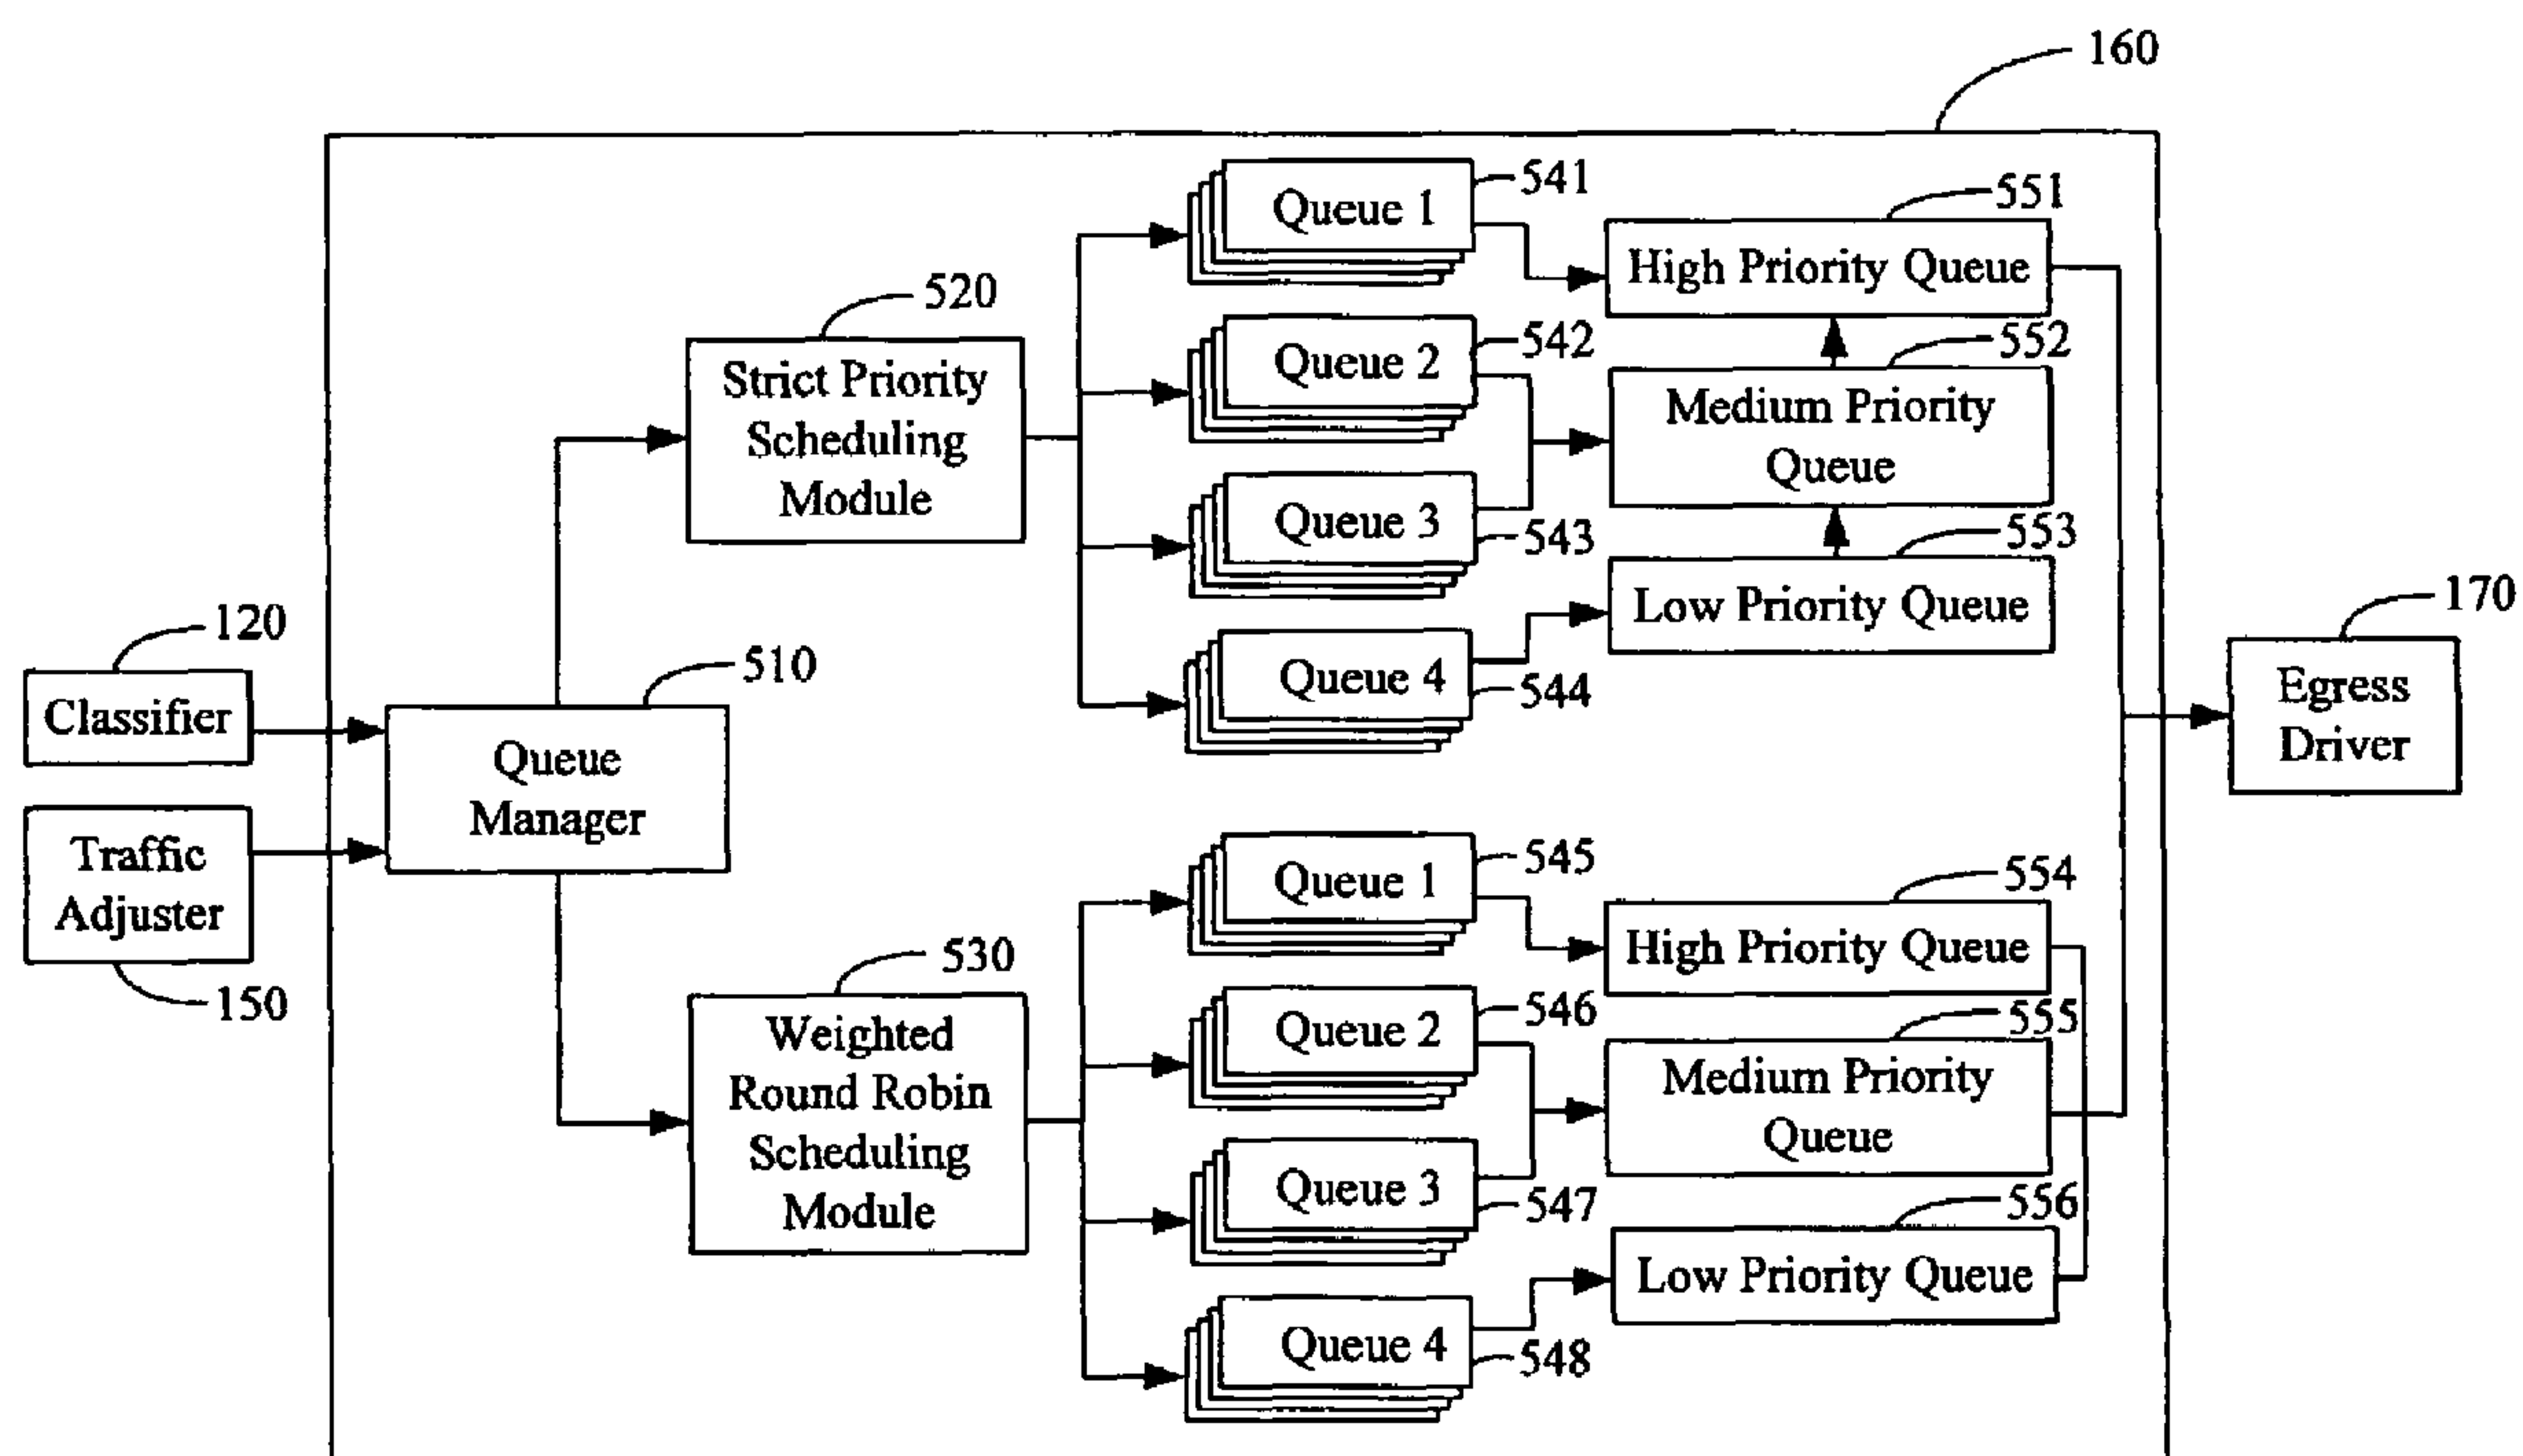 160
Queue 1
541
551
High Priority Queue
520
Strict Priority
Scheduling
Module
Queue 2
542
552
Medium Priority
Queue
Queue 3
543
553
Low Priority Queue
Queue 4
544
120
Classifier
510
Queue
Manager
Traffic
Adjuster
150
170
Egress
Driver
530
Weighted
Round Robin
Scheduling
Module
Queue 1
545
554
High Priority Queue
Queue 2
546
555
Medium Priority
Queue
Queue 3
547
556
Low Priority Queue
Queue 4
548